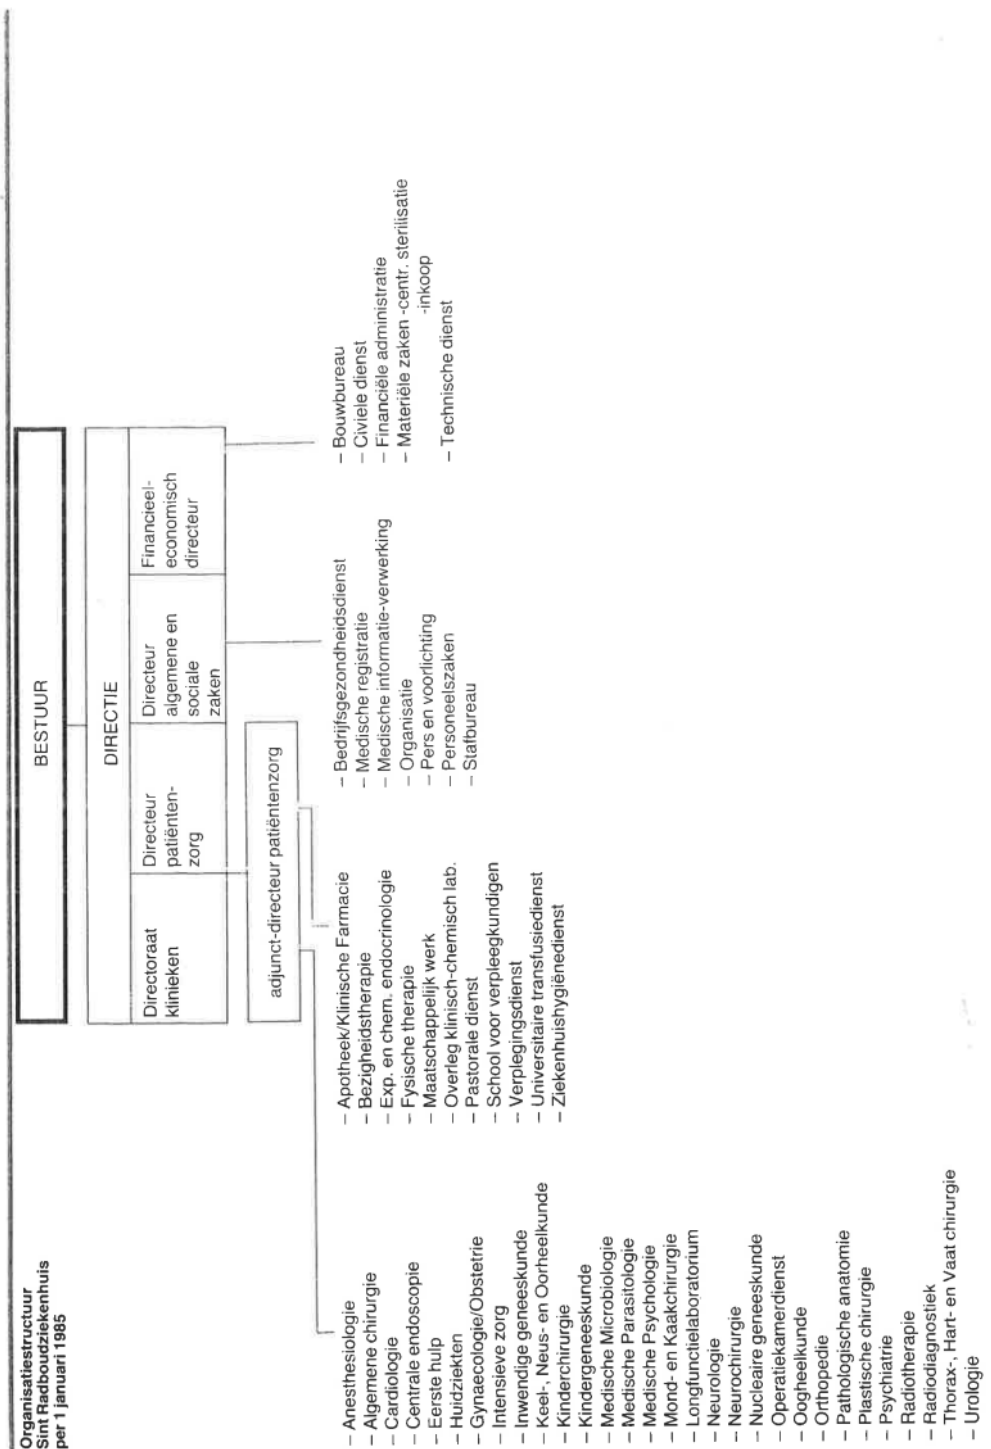 Organisatiestructuur
Sint Radboudziekenhuis
per 1 januari 1985
BESTUUR
DIRECTIE
Directoraat
klinieken
Directeur
patiënten-
zorg
Directeur
algemene en
sociale
zaken
Financieel-
economisch
directeur
adjunct-directeur patiëntenzorg
– Anesthesiologie
– Algemene chirurgie
– Cardiologie
– Centrale endoscopie
– Eerste hulp
– Huidziekten
– Gynaecologie/Obstetrie
– Intensieve zorg
– Inwendige geneeskunde
– Keel-, Neus- en Oorheelkunde
– Kinderchirurgie
– Kindergeneeskunde
– Medische Microbiologie
– Medische Parasitologie
– Medische Psychologie
– Mond- en Kaakchirurgie
– Longfunctielaboratorium
– Neurologie
– Neurochirurgie
– Nucleaire geneeskunde
– Operatiekamerdienst
– Oogheelkunde
– Orthopedie
– Pathologische anatomie
– Plastische chirurgie
– Psychiatrie
– Radiotherapie
– Radiodiagnostiek
– Thorax-, Hart- en Vaat chirurgie
– Urologie
– Apotheek/Klinische Farmacie
– Bezigheidstherapie
– Exp. en chem. endocrinologie
– Fysische therapie
– Maatschappelijk werk
– Overleg klinisch-chemisch lab.
– Pastorale dienst
– School voor verpleegkundigen
– Verplegingsdienst
– Universitaire transfusiedienst
– Ziekenhuishygiënedienst
– Bedrijfsgezondheidsdienst
– Medische registratie
– Medische informatie-verwerking
– Organisatie
– Pers en voorlichting
– Personeelszaken
– Stafbureau
– Bouwbureau
– Civiele dienst
– Financiële administratie
– Materiële zaken -centr. sterilisatie
-inkoop
– Technische dienst